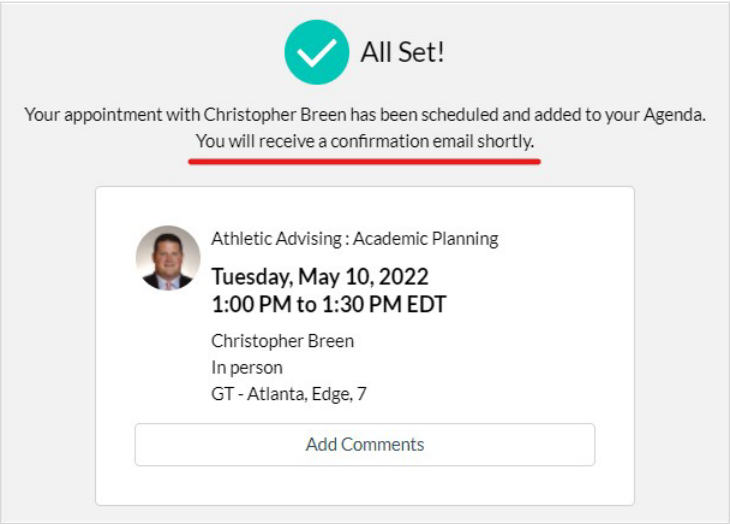 All Set!
Your appointment with Christopher Breen has been scheduled and added to your Agenda.
You will receive a confirmation email shortly.
Athletic Advising : Academic Planning
Tuesday, May 10, 2022
1:00 PM to 1:30 PM EDT
Christopher Breen
In person
GT - Atlanta, Edge, 7
Add Comments